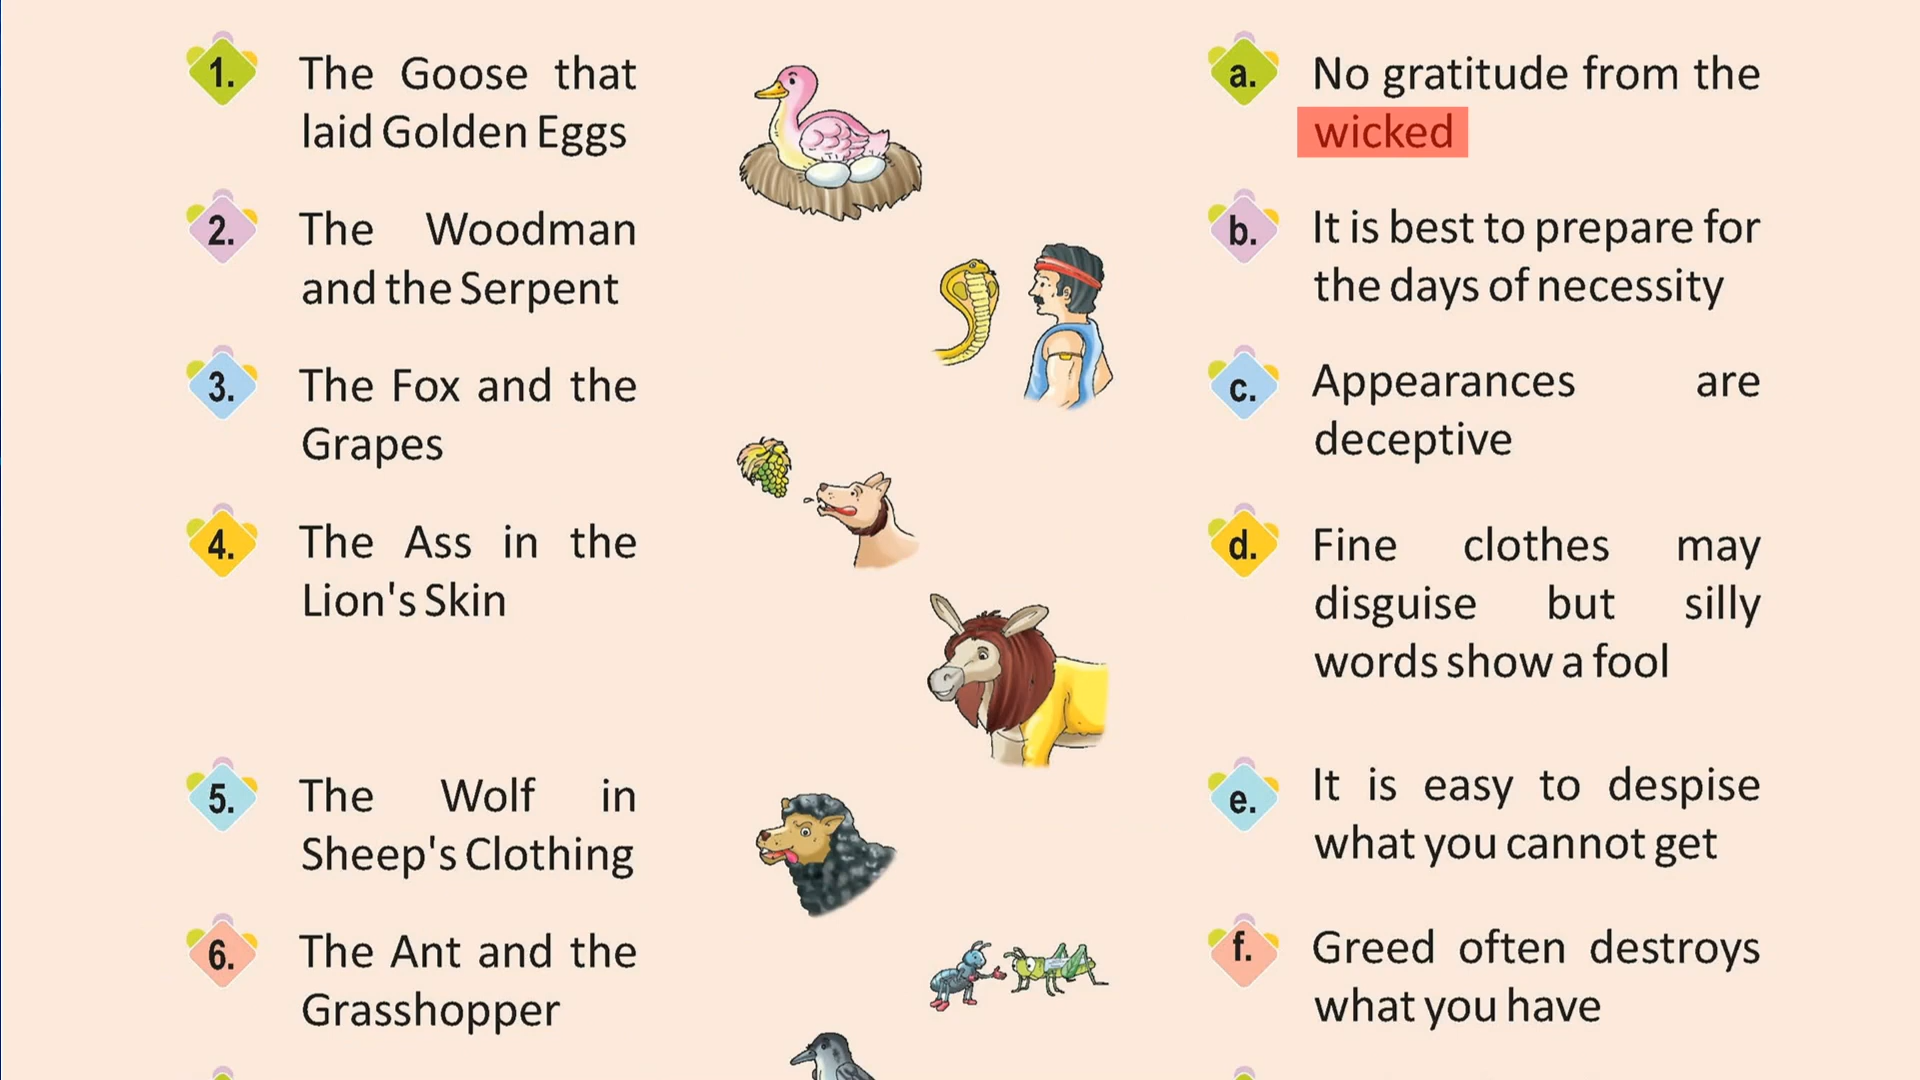 1.
The Goose that
laid Golden Eggs
2.
The Woodman
and the Serpent
3.
The Fox and the
Grapes
4.
The Ass in the
Lion's Skin
5.
The Wolf in
Sheep's Clothing
6.
The Ant and the
Grasshopper
a.
No gratitude from the
wicked
b.
It is best to prepare for
the days of necessity
c.
Appearances are
deceptive
d.
Fine clothes may
disguise but silly
words show a fool
e.
It is easy to despise
what you cannot get
f.
Greed often destroys
what you have